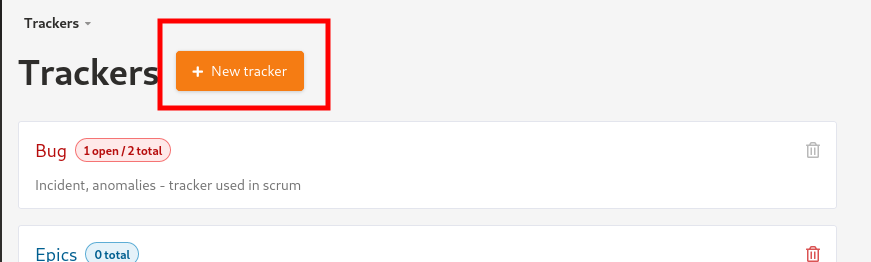 Trackers
Trackers + New tracker
Bug 1 open / 2 total
Incident, anomalies - tracker used in scrum
Epics 0 total